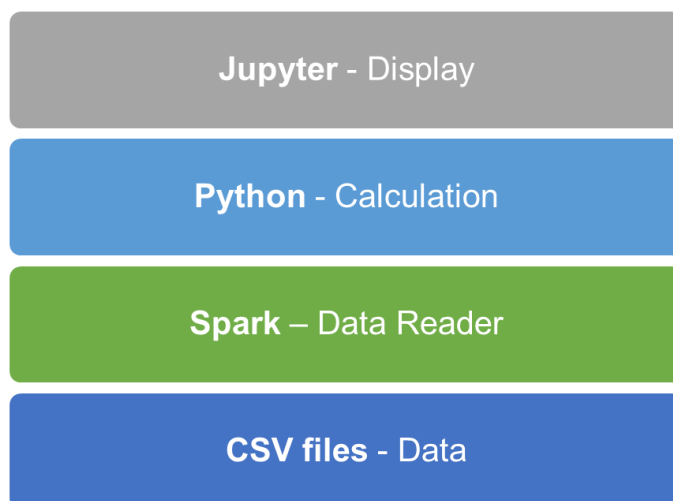 Jupyter - Display
Python - Calculation
Spark – Data Reader
CSV files - Data